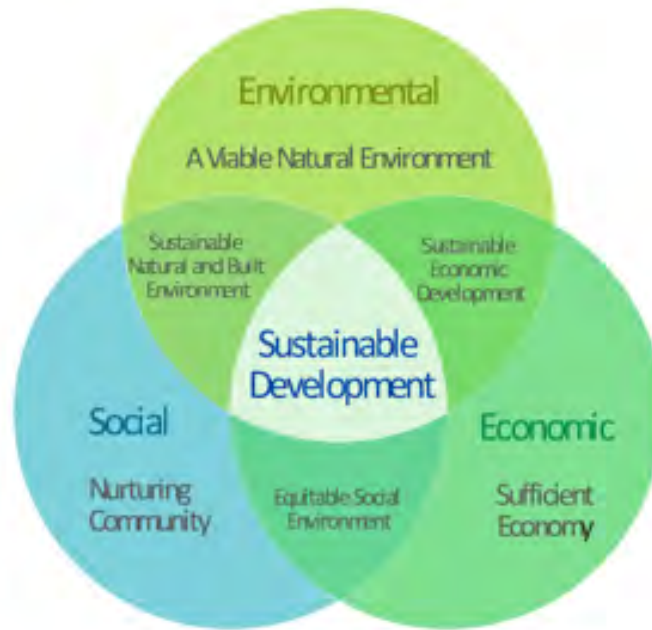 Environmental
A Viable Natural Environment
Sustainable
Natural and Built
Environment
Sustainable
Economic
Development
Sustainable
Development
Social
Nurturing
Community
Equitable Social
Environment
Economic
Sufficient
Economy